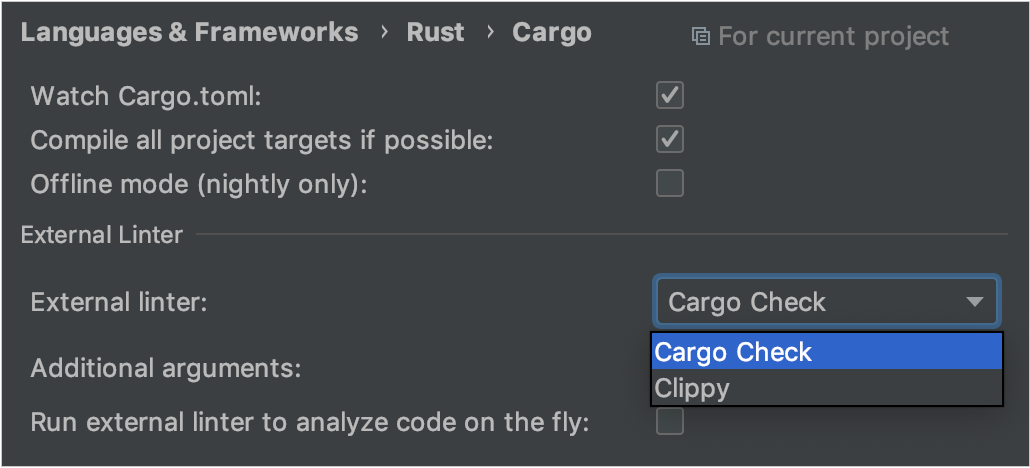 Languages & Frameworks › Rust › Cargo For current project
Watch Cargo.toml:
Compile all project targets if possible:
Offline mode (nightly only):
External Linter
External linter: Cargo Check
Cargo Check
Additional arguments:
Clippy
Run external linter to analyze code on the fly: